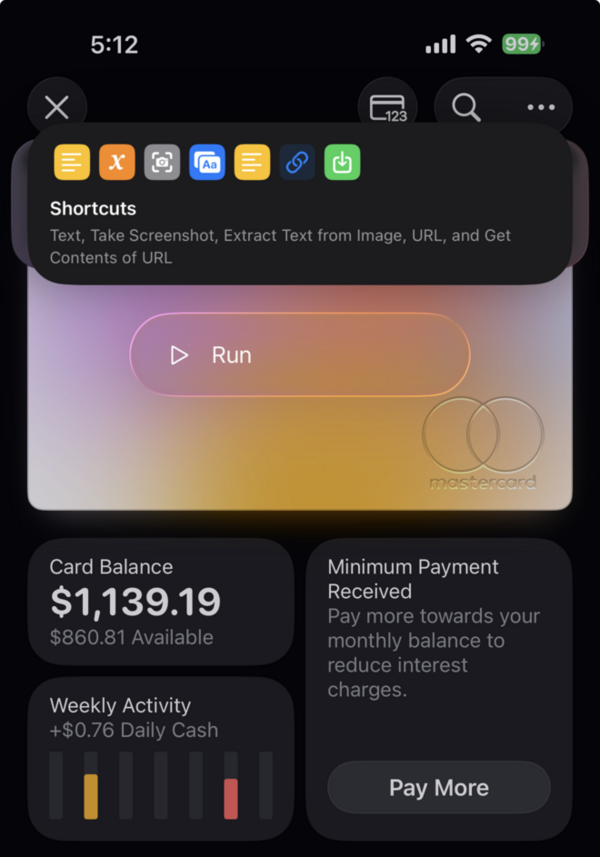 5:12
99
123
x
Aa
Shortcuts
Text, Take Screenshot, Extract Text from Image, URL, and Get
Contents of URL
Run
mastercard
Card Balance
$1,139.19
$860.81 Available
Minimum Payment
Received
Pay more towards your
monthly balance to
reduce interest
charges.
Weekly Activity
+$0.76 Daily Cash
Pay More